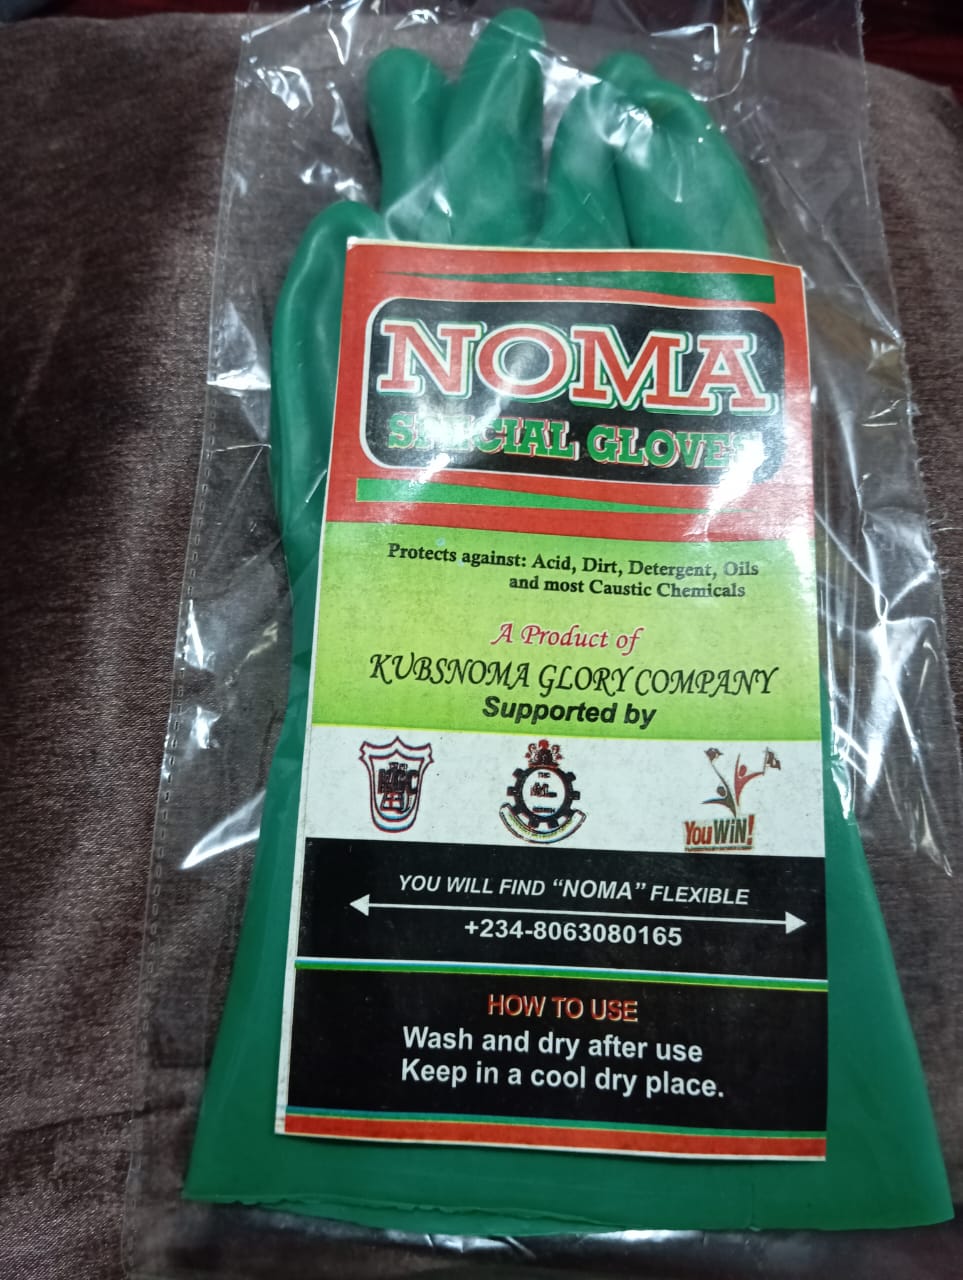 NOMA
SPECIAL GLOVES
Protects against: Acid, Dirt, Detergent, Oils
and most Caustic Chemicals
A Product of
KUBSNOMA GLORY COMPANY
Supported by
KGC
THE
YouWiN!
YOU WILL FIND “NOMA” FLEXIBLE
+234-8063080165
HOW TO USE
Wash and dry after use
Keep in a cool dry place.